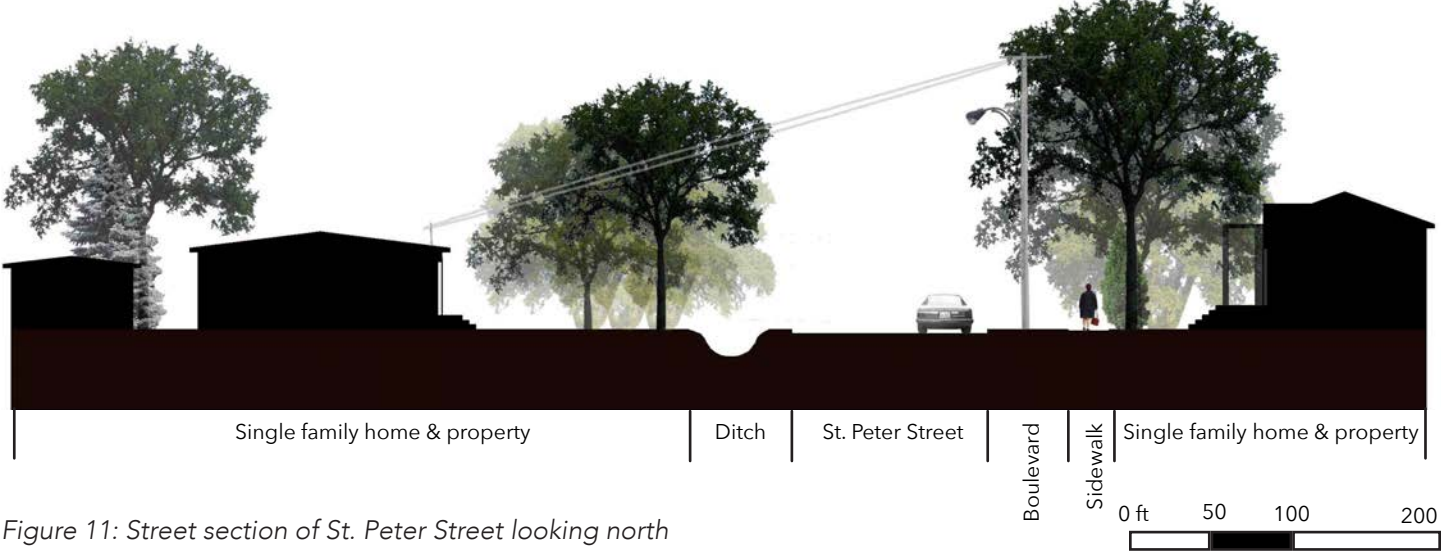 Single family home & property
Ditch
St. Peter Street
Boulevard
Sidewalk
Single family home & property
Figure 11: Street section of St. Peter Street looking north
0 ft 50 100 200